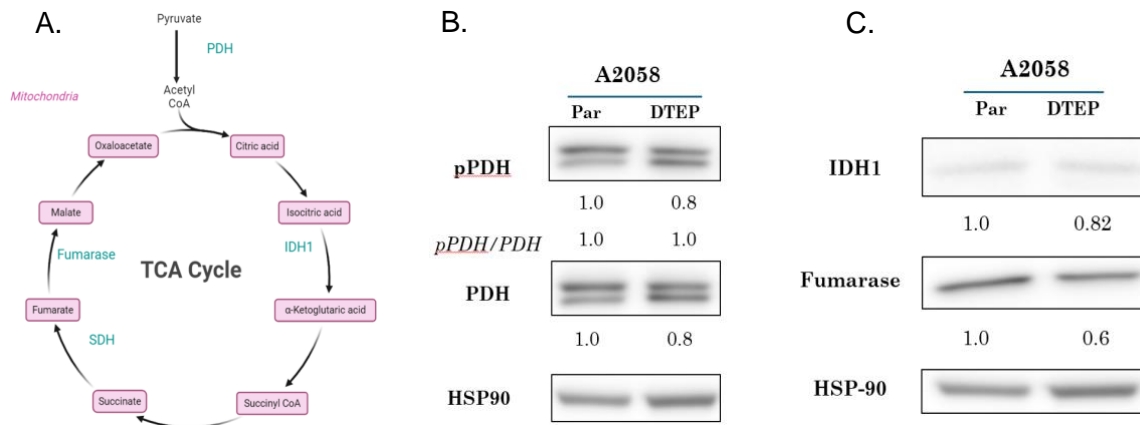 A.
Pyruvate
PDH
Mitochondria
Acetyl
CoA
Oxaloacetate
Citric acid
Malate
Isocitric acid
Fumarase
IDH1
TCA Cycle
Fumarate
α-Ketoglutaric acid
SDH
Succinate
Succinyl CoA
B.
A2058
Par DTEP
pPDH
1.0 0.8
pPDH/PDH 1.0 1.0
PDH
1.0 0.8
HSP90
C.
A2058
Par DTEP
IDH1
1.0 0.82
Fumarase
1.0 0.6
HSP-90